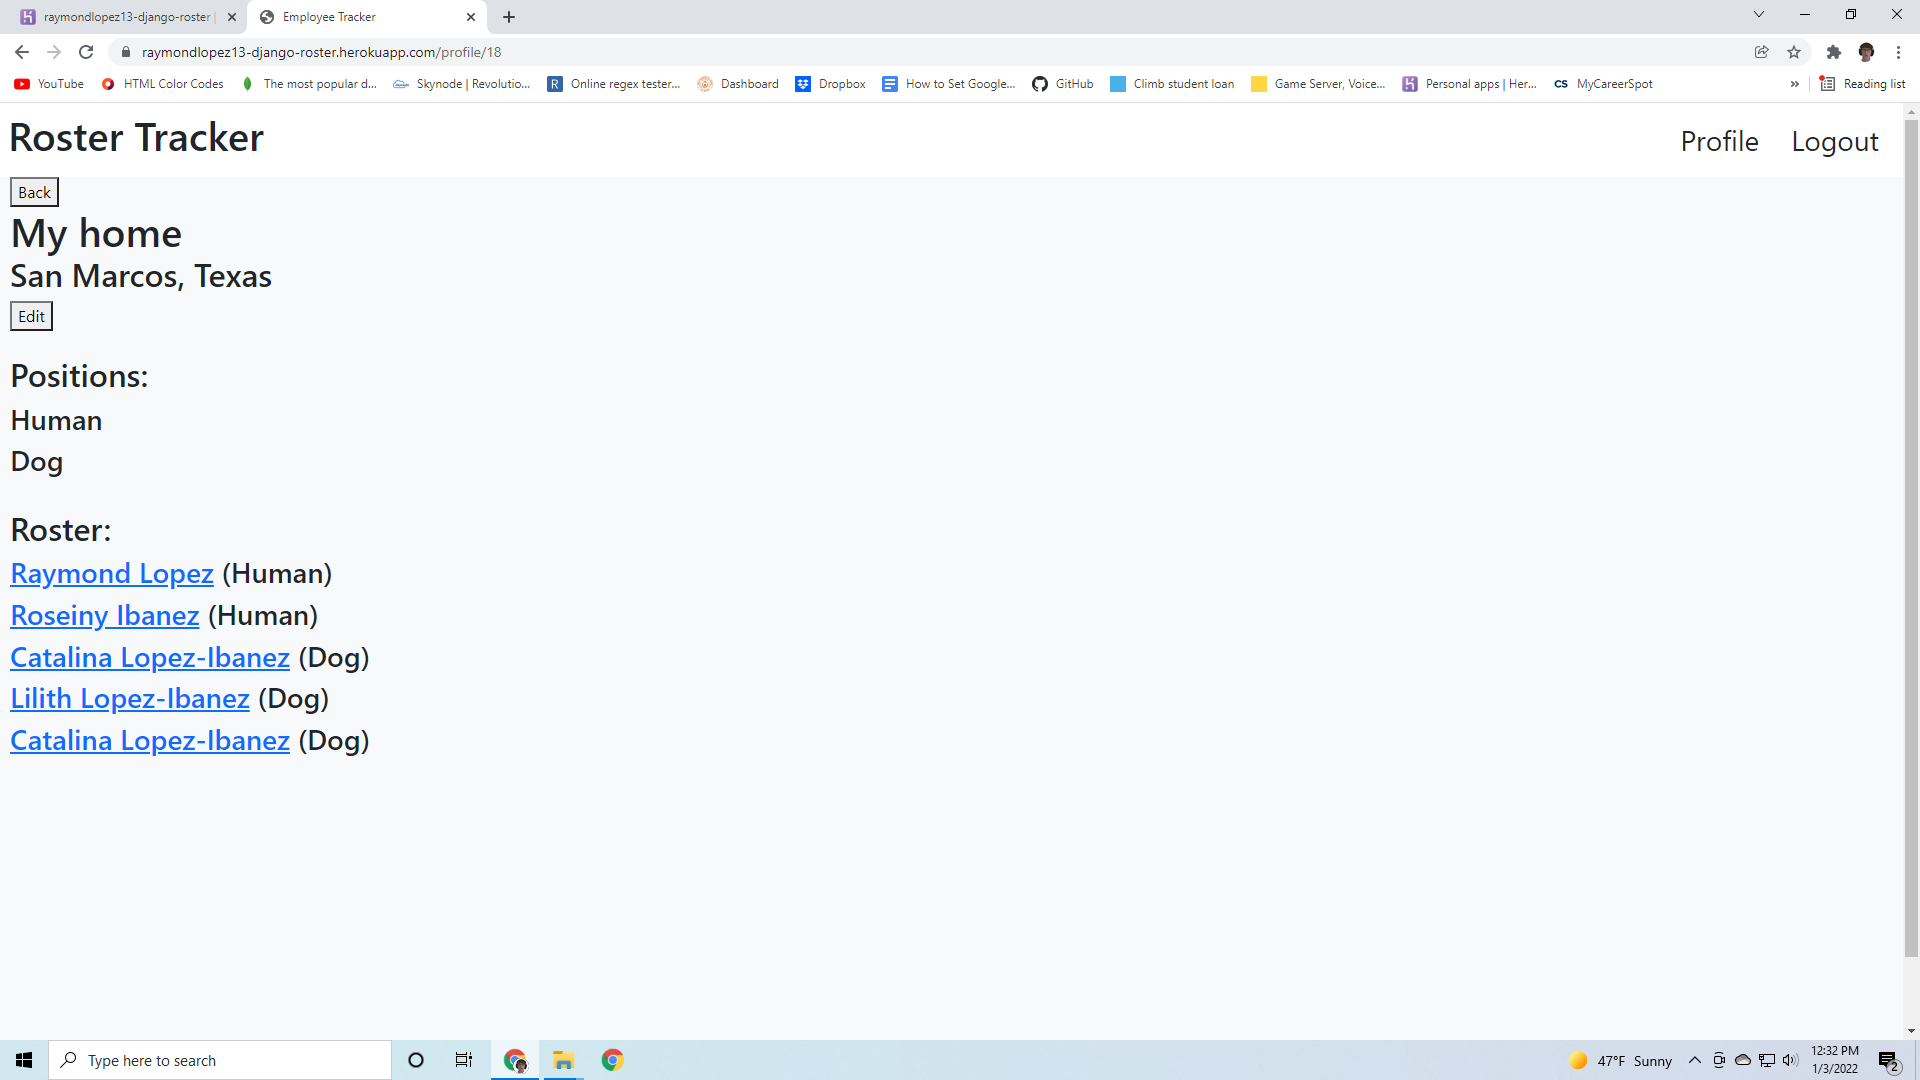 raymondlopez13-django-roster |
Employee Tracker
raymondlopez13-django-roster.herokuapp.com/profile/18
YouTube HTML Color Codes The most popular d... Skynode | Revolutio... R Online regex tester... Dashboard Dropbox How to Set Google... GitHub Climb student loan Game Server, Voice... Personal apps | Her... CS MyCareerSpot » Reading list
Roster Tracker Profile Logout
Back
My home
San Marcos, Texas
Edit
Positions:
Human
Dog
Roster:
Raymond Lopez (Human)
Roseiny Ibanez (Human)
Catalina Lopez-Ibanez (Dog)
Lilith Lopez-Ibanez (Dog)
Catalina Lopez-Ibanez (Dog)
Type here to search 47°F Sunny 12:32 PM
1/3/2022 2